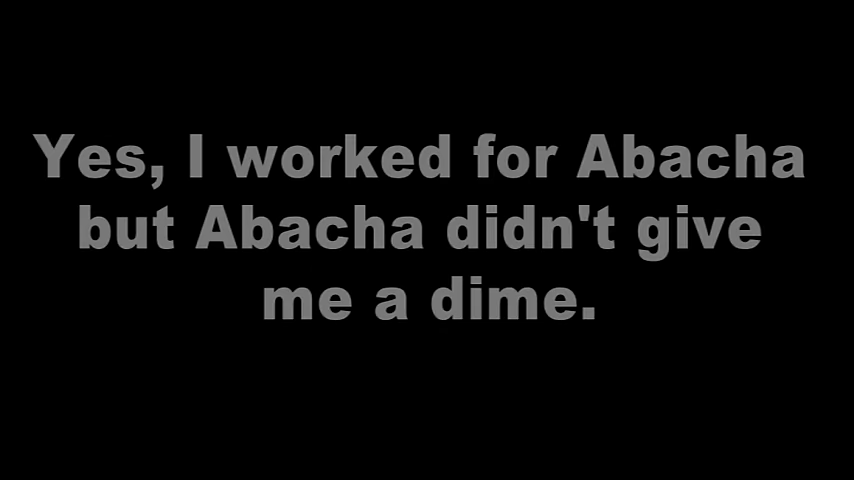 Yes, I worked for Abacha
but Abacha didn't give
me a dime.